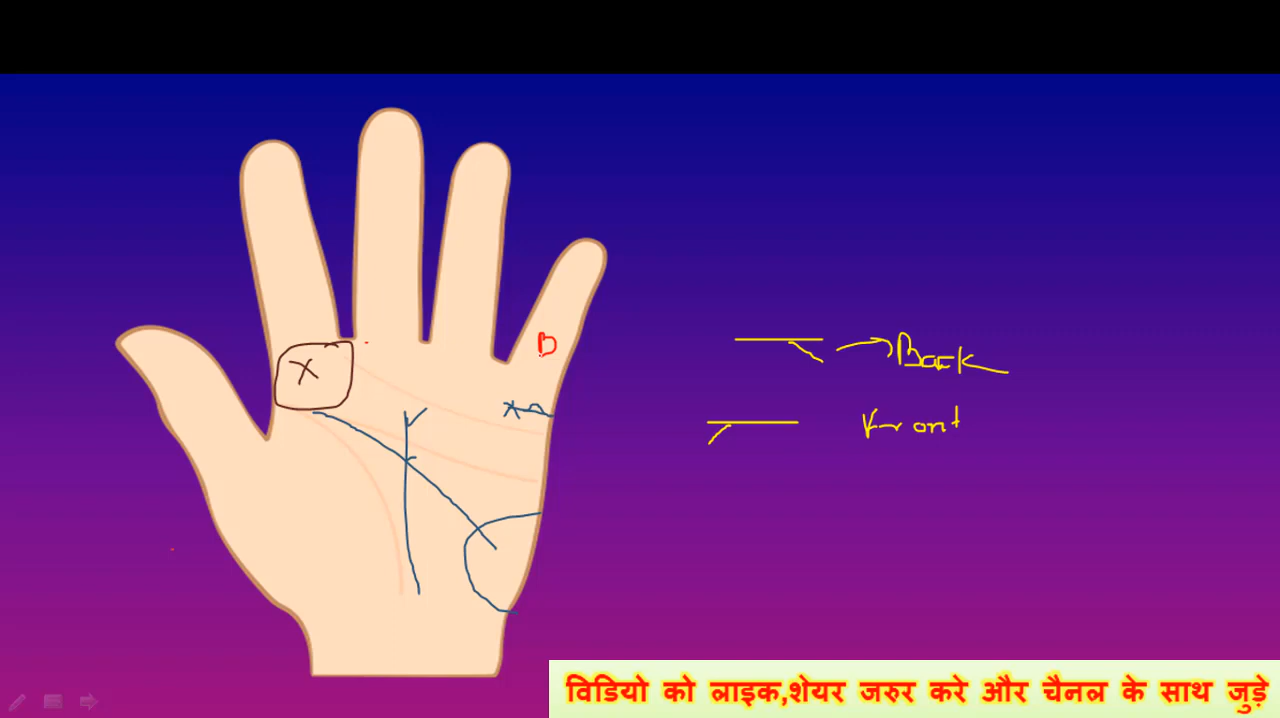 X
D
Back
Front
विडियो को लाइक,शेयर जरुर करे और चैनल के साथ जुड़े